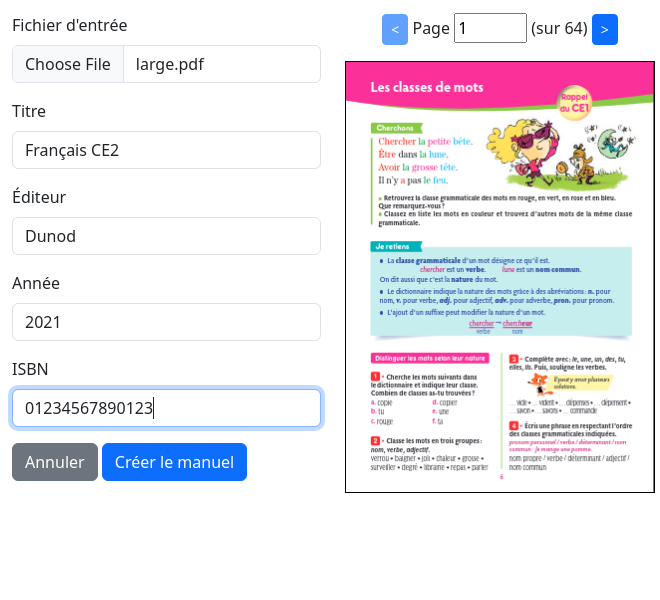 Fichier d'entrée
Choose File large.pdf
Titre
Français CE2
Éditeur
Dunod
Année
2021
ISBN
01234567890123
Annuler Créer le manuel
< Page 1 (sur 64) >
Les classes de mots
Rappel
du CE1
Cherchons
Chercher la petite bête.
Être dans la lune.
Avoir la grosse tête.
Il n'y a pas le feu.
• Retrouvez la classe grammaticale des mots en rouge, en vert, en rose et en bleu.
Que remarquez-vous ?
• Classez en liste les mots en couleur et trouvez d'autres mots de la même classe
grammaticale.
Je retiens
• La classe grammaticale d'un mot désigne ce qu'il est.
chercher est un verbe. lune est un nom commun.
On dit aussi que c'est la nature du mot.
• Le dictionnaire indique la nature des mots grâce à des abréviations : n. pour
nom, v. pour verbe, adj. pour adjectif, adv. pour adverbe, pron. pour pronom.
• L'ajout d'un suffixe peut modifier la nature d'un mot.
chercher → chercheur
verbe nom
Distinguer les mots selon leur nature
1 • Cherche les mots suivants dans
le dictionnaire et indique leur classe.
Combien de classes as-tu trouvées ?
a. copie d. copier
b. tu e. une
c. rouge f. ta
2 • Classe les mots en trois groupes :
nom, verbe, adjectif.
verrou • baigner • joli • chaleur • grosse •
surveiller • degré • librairie • repas • parler
3 • Complète avec : le, une, un, des, tu,
elles, ils. Puis, souligne les verbes.
Il peut y avoir plusieurs
solutions.
… vide • … vident • … dépenses • … dépensent •
… savon • … savons • … commande
4 • Écris une phrase en respectant l'ordre
des classes grammaticales indiquées.
pronom personnel / verbe / déterminant / nom
commun : Je mange une pomme.
nom propre / verbe / déterminant / adjectif /
nom commun
6